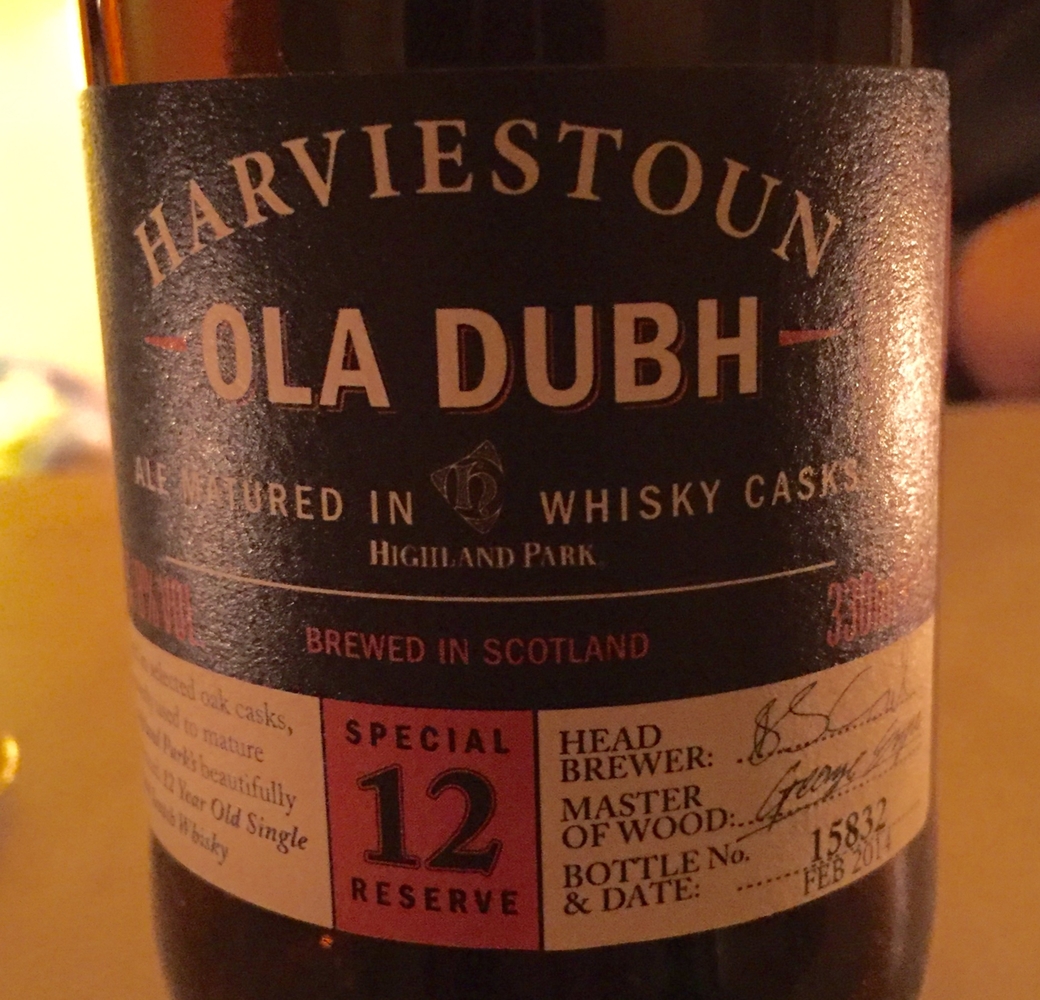 HARVIESTOUN
OLA DUBH
ALE MATURED IN h WHISKY CASKS
HIGHLAND PARK
BREWED IN SCOTLAND
selected oak casks,
used to mature
Park's beautifully
12 Year Old Single
Whisky
SPECIAL
12
RESERVE
HEAD
BREWER:
MASTER
OF WOOD:
George
BOTTLE No. 15832
& DATE: FEB 2014